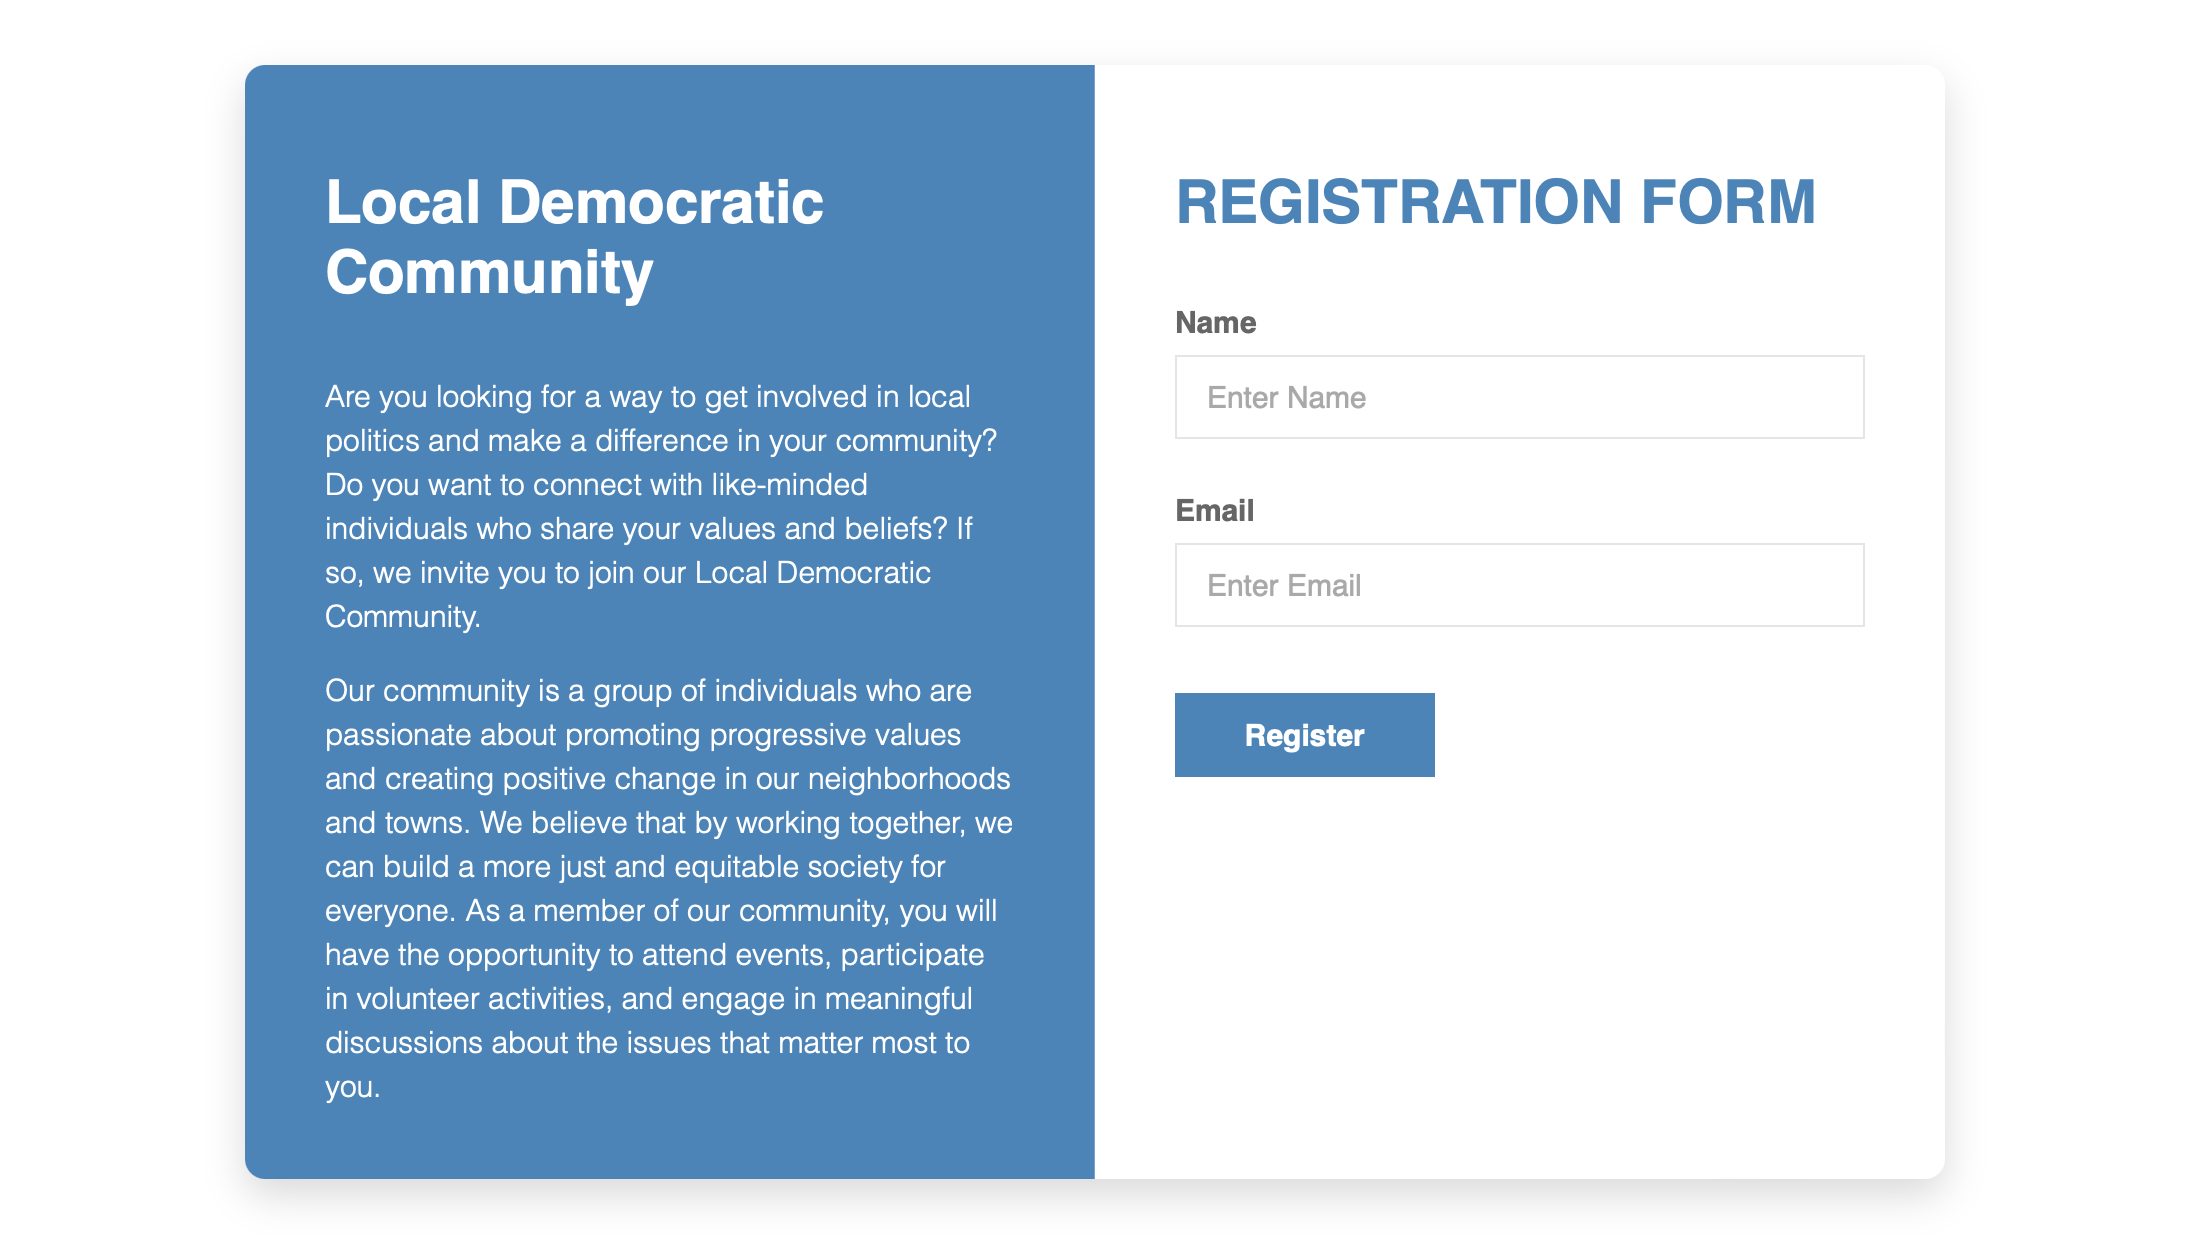 Local Democratic
Community
Are you looking for a way to get involved in local
politics and make a difference in your community?
Do you want to connect with like-minded
individuals who share your values and beliefs? If
so, we invite you to join our Local Democratic
Community.
Our community is a group of individuals who are
passionate about promoting progressive values
and creating positive change in our neighborhoods
and towns. We believe that by working together, we
can build a more just and equitable society for
everyone. As a member of our community, you will
have the opportunity to attend events, participate
in volunteer activities, and engage in meaningful
discussions about the issues that matter most to
you.
REGISTRATION FORM
Name
Enter Name
Email
Enter Email
Register